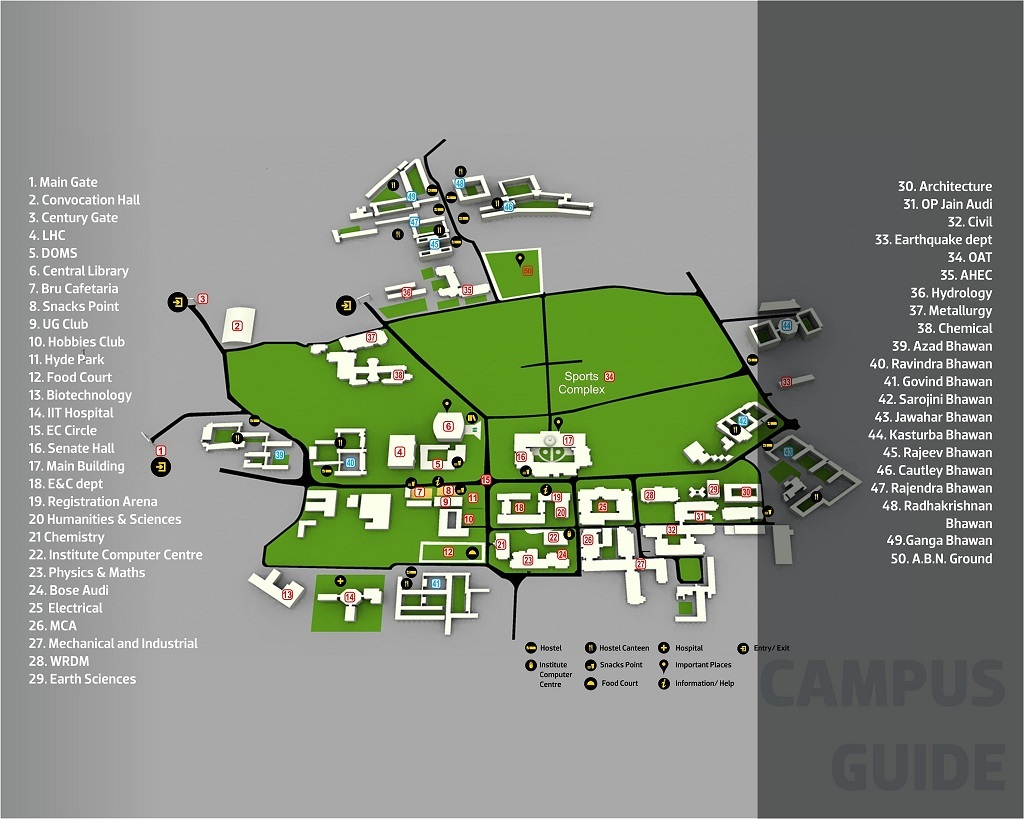 1. Main Gate
2. Convocation Hall
3. Century Gate
4. LHC
5. DOMS
6. Central Library
7. Bru Cafetaria
8. Snacks Point
9. UG Club
10. Hobbies Club
11. Hyde Park
12. Food Court
13. Biotechnology
14. IIT Hospital
15. EC Circle
16. Senate Hall
17. Main Building
18. E&C dept
19. Registration Arena
20 Humanities & Sciences
21 Chemistry
22. Institute Computer Centre
23. Physics & Maths
24. Bose Audi
25 Electrical
26. MCA
27. Mechanical and Industrial
28. WRDM
29. Earth Sciences
48
49
46
47
45
50
36
35
3
2
37
38
44
33
Sports 34
Complex
6
42
1
39
40
4
5
16
17
43
15
7
8
9
11
10
18
19
20
25
28
29
30
31
32
12
21
22
23
24
26
27
13
14
41
Hostel
Hostel Canteen
Hospital
Entry/ Exit
Institute
Computer
Centre
Snacks Point
Important Places
Food Court
Information/ Help
30. Architecture
31. OP Jain Audi
32. Civil
33. Earthquake dept
34. OAT
35. AHEC
36. Hydrology
37. Metallurgy
38. Chemical
39. Azad Bhawan
40. Ravindra Bhawan
41. Govind Bhawan
42. Sarojini Bhawan
43. Jawahar Bhawan
44. Kasturba Bhawan
45. Rajeev Bhawan
46. Cautley Bhawan
47. Rajendra Bhawan
48. Radhakrishnan
Bhawan
49.Ganga Bhawan
50. A.B.N. Ground
CAMPUS
GUIDE